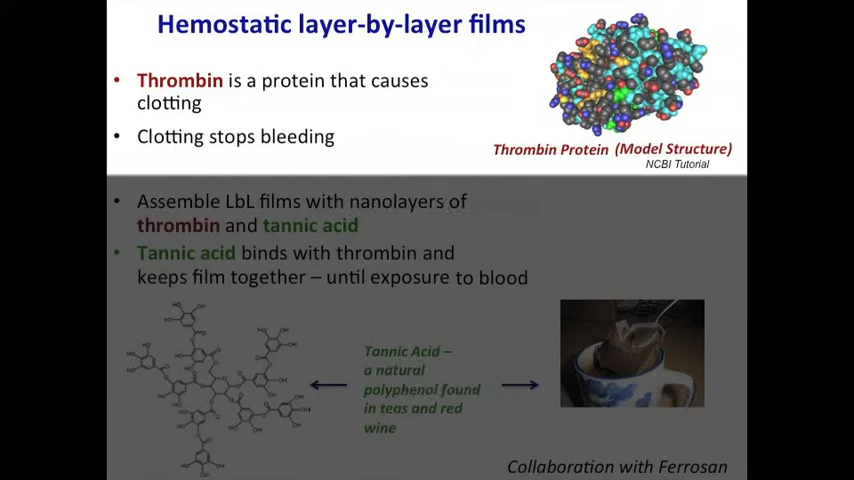 Hemostatic layer-by-layer films
• Thrombin is a protein that causes
clotting
• Clotting stops bleeding
Thrombin Protein (Model Structure)
NCBI Tutorial
• Assemble LbL films with nanolayers of
thrombin and tannic acid
• Tannic acid binds with thrombin and
keeps film together – until exposure to blood
Tannic Acid –
a natural
polyphenol found
in teas and red
wine
Collaboration with Ferrosan